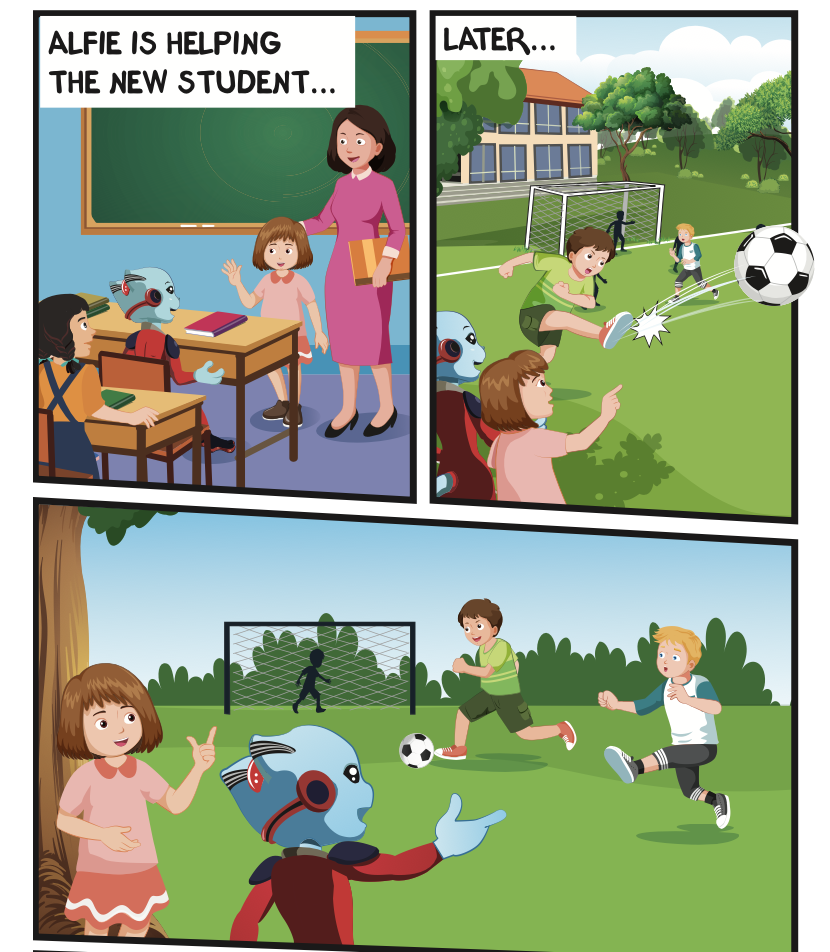 ALFIE IS HELPING
THE NEW STUDENT...
LATER...